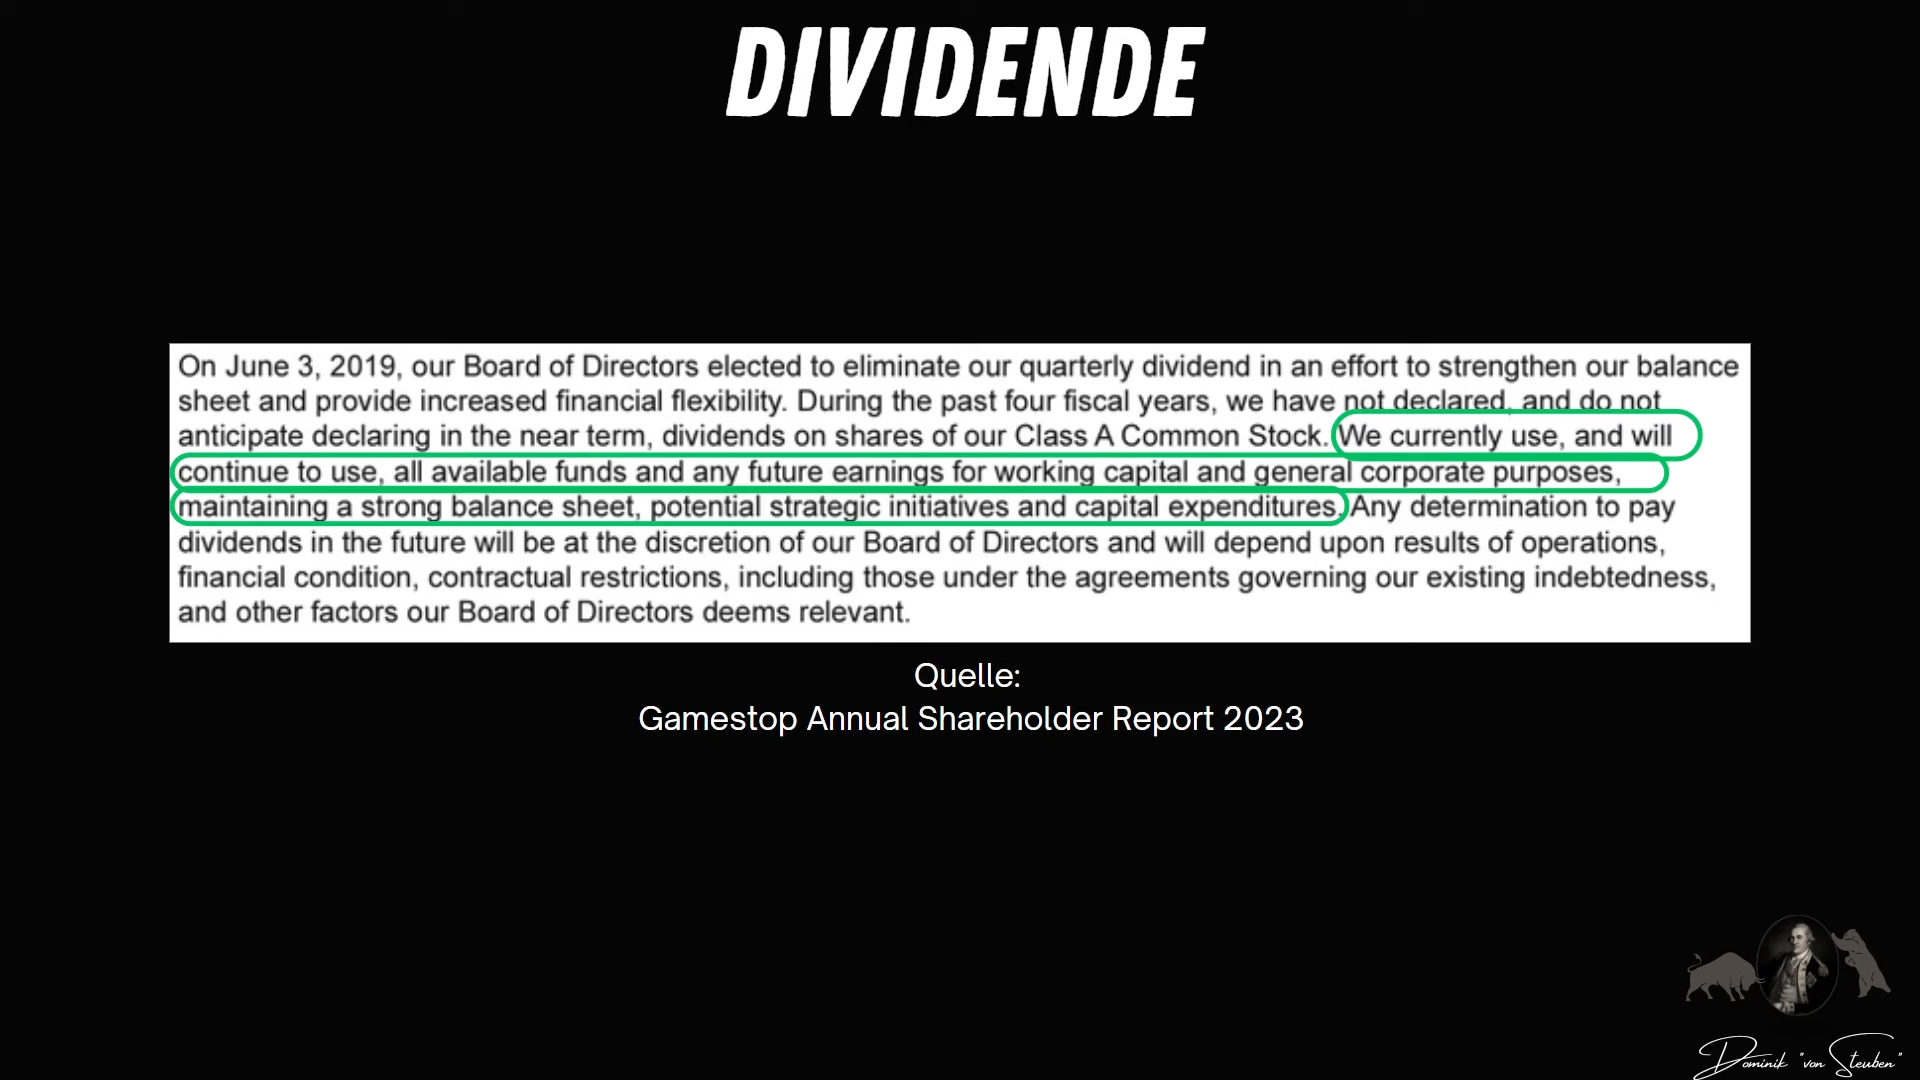 DIVIDENDE
On June 3, 2019, our Board of Directors elected to eliminate our quarterly dividend in an effort to strengthen our balance
sheet and provide increased financial flexibility. During the past four fiscal years, we have not declared, and do not
anticipate declaring in the near term, dividends on shares of our Class A Common Stock. We currently use, and will
continue to use, all available funds and any future earnings for working capital and general corporate purposes,
maintaining a strong balance sheet, potential strategic initiatives and capital expenditures. Any determination to pay
dividends in the future will be at the discretion of our Board of Directors and will depend upon results of operations,
financial condition, contractual restrictions, including those under the agreements governing our existing indebtedness,
and other factors our Board of Directors deems relevant.
Quelle:
Gamestop Annual Shareholder Report 2023
Dominik "von Steuben"